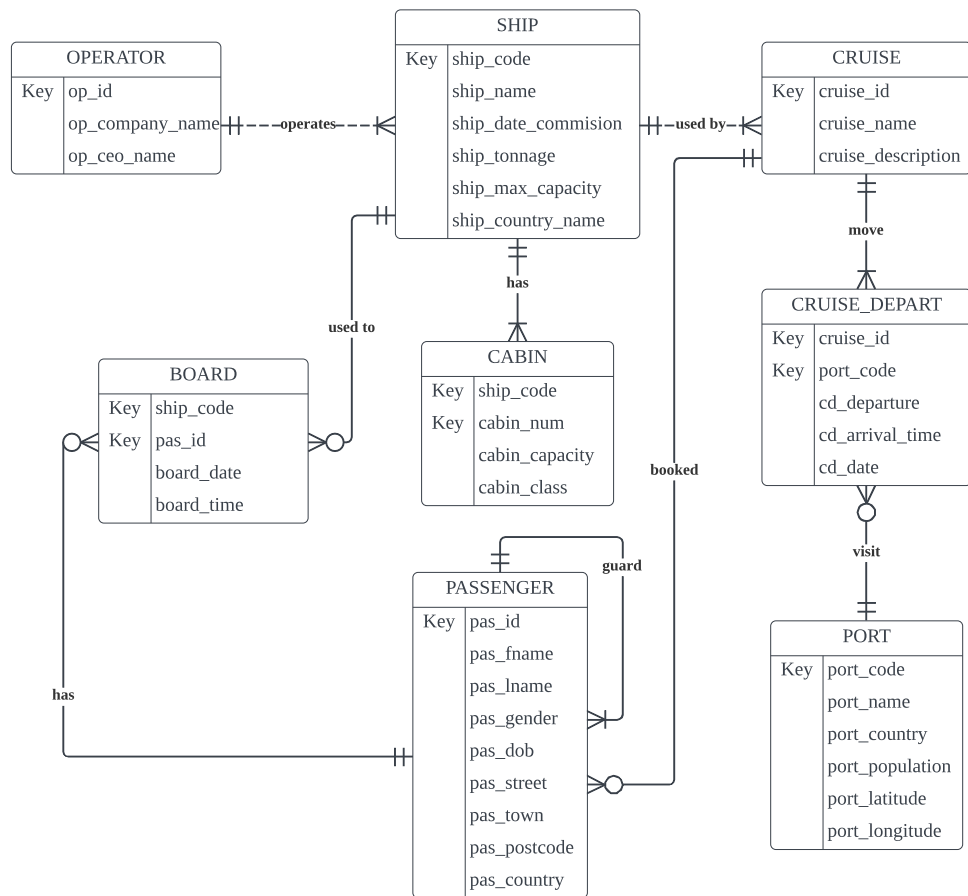 SHIP
Key ship_code
ship_name
ship_date_commision
ship_tonnage
ship_max_capacity
ship_country_name
OPERATOR
Key op_id
op_company_name
op_ceo_name
operates
used by
CRUISE
Key cruise_id
cruise_name
cruise_description
move
has
used to
CRUISE_DEPART
Key cruise_id
Key port_code
cd_departure
cd_arrival_time
cd_date
CABIN
Key ship_code
Key cabin_num
cabin_capacity
cabin_class
BOARD
Key ship_code
Key pas_id
board_date
board_time
booked
visit
guard
PASSENGER
Key pas_id
pas_fname
pas_lname
pas_gender
pas_dob
pas_street
pas_town
pas_postcode
pas_country
has
PORT
Key port_code
port_name
port_country
port_population
port_latitude
port_longitude